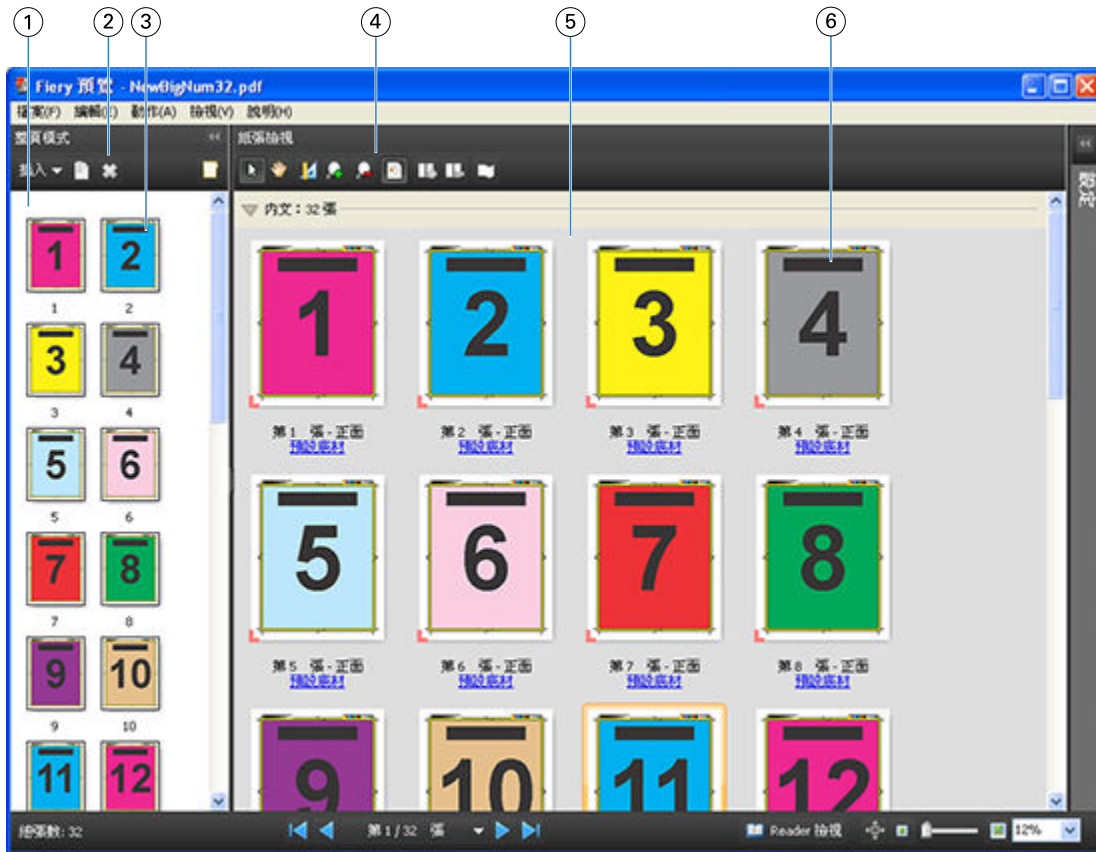 1 2 3 4 5 6
Fiery 預覽 - NewBigNum32.pdf
檔案(F) 編輯(E) 動作(A) 檢視(V) 說明(H)
整頁模式
紙張檢視
插入
設定
內文：32 張
1 2
1 2
3 4
3 4
5 6
5 6
7 8
7 8
9 10
9 10
11 12
1 2 3 4
第 1 張 - 正面 第 2 張 - 正面 第 3 張 - 正面 第 4 張 - 正面
預設底材 預設底材 預設底材 預設底材
5 6 7 8
第 5 張 - 正面 第 6 張 - 正面 第 7 張 - 正面 第 8 張 - 正面
預設底材 預設底材 預設底材 預設底材
9 10 11 12
總張數: 32 第 1 / 32 張 Reader 檢視 12%